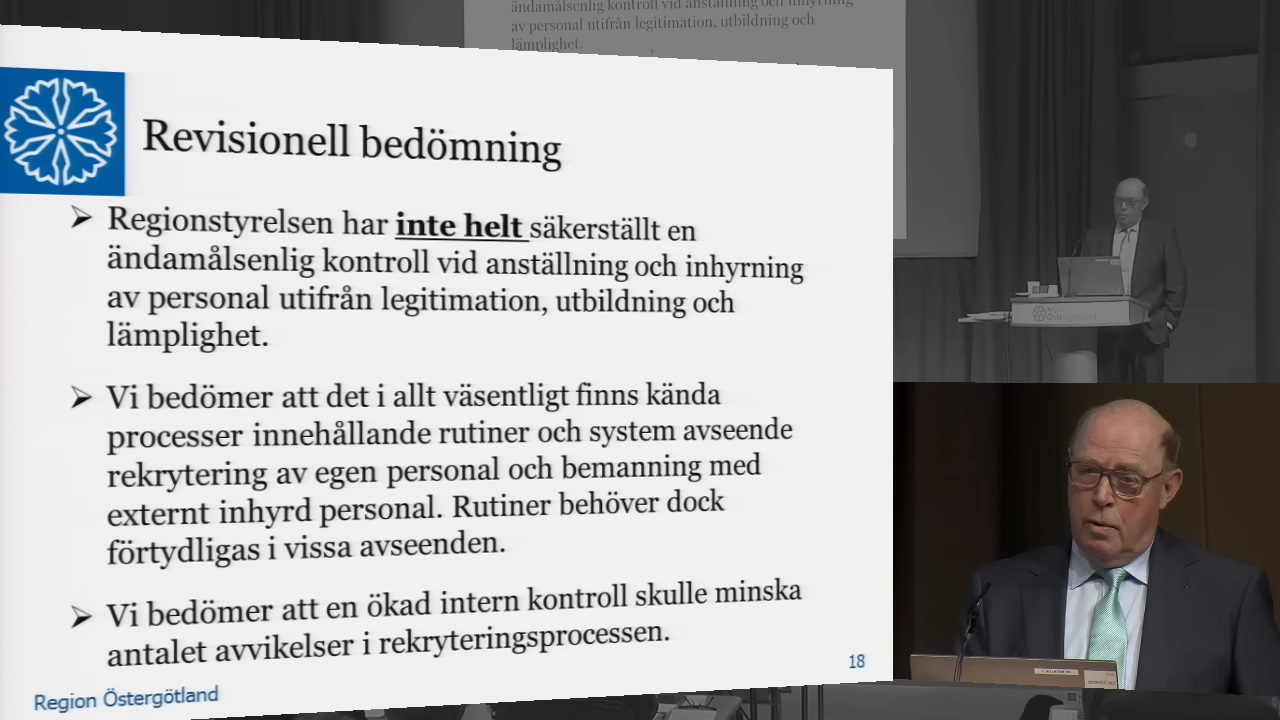 ändamålsenlig kontroll vid anställning och inhyrning
av personal utifrån legitimation, utbildning och
lämplighet.
Revisionell bedömning
➢ Regionstyrelsen har inte helt säkerställt en
ändamålsenlig kontroll vid anställning och inhyrning
av personal utifrån legitimation, utbildning och
lämplighet.
➢ Vi bedömer att det i allt väsentligt finns kända
processer innehållande rutiner och system avseende
rekrytering av egen personal och bemanning med
externt inhyrd personal. Rutiner behöver dock
förtydligas i vissa avseenden.
➢ Vi bedömer att en ökad intern kontroll skulle minska
antalet avvikelser i rekryteringsprocessen.
18
Region Östergötland
Östergötland